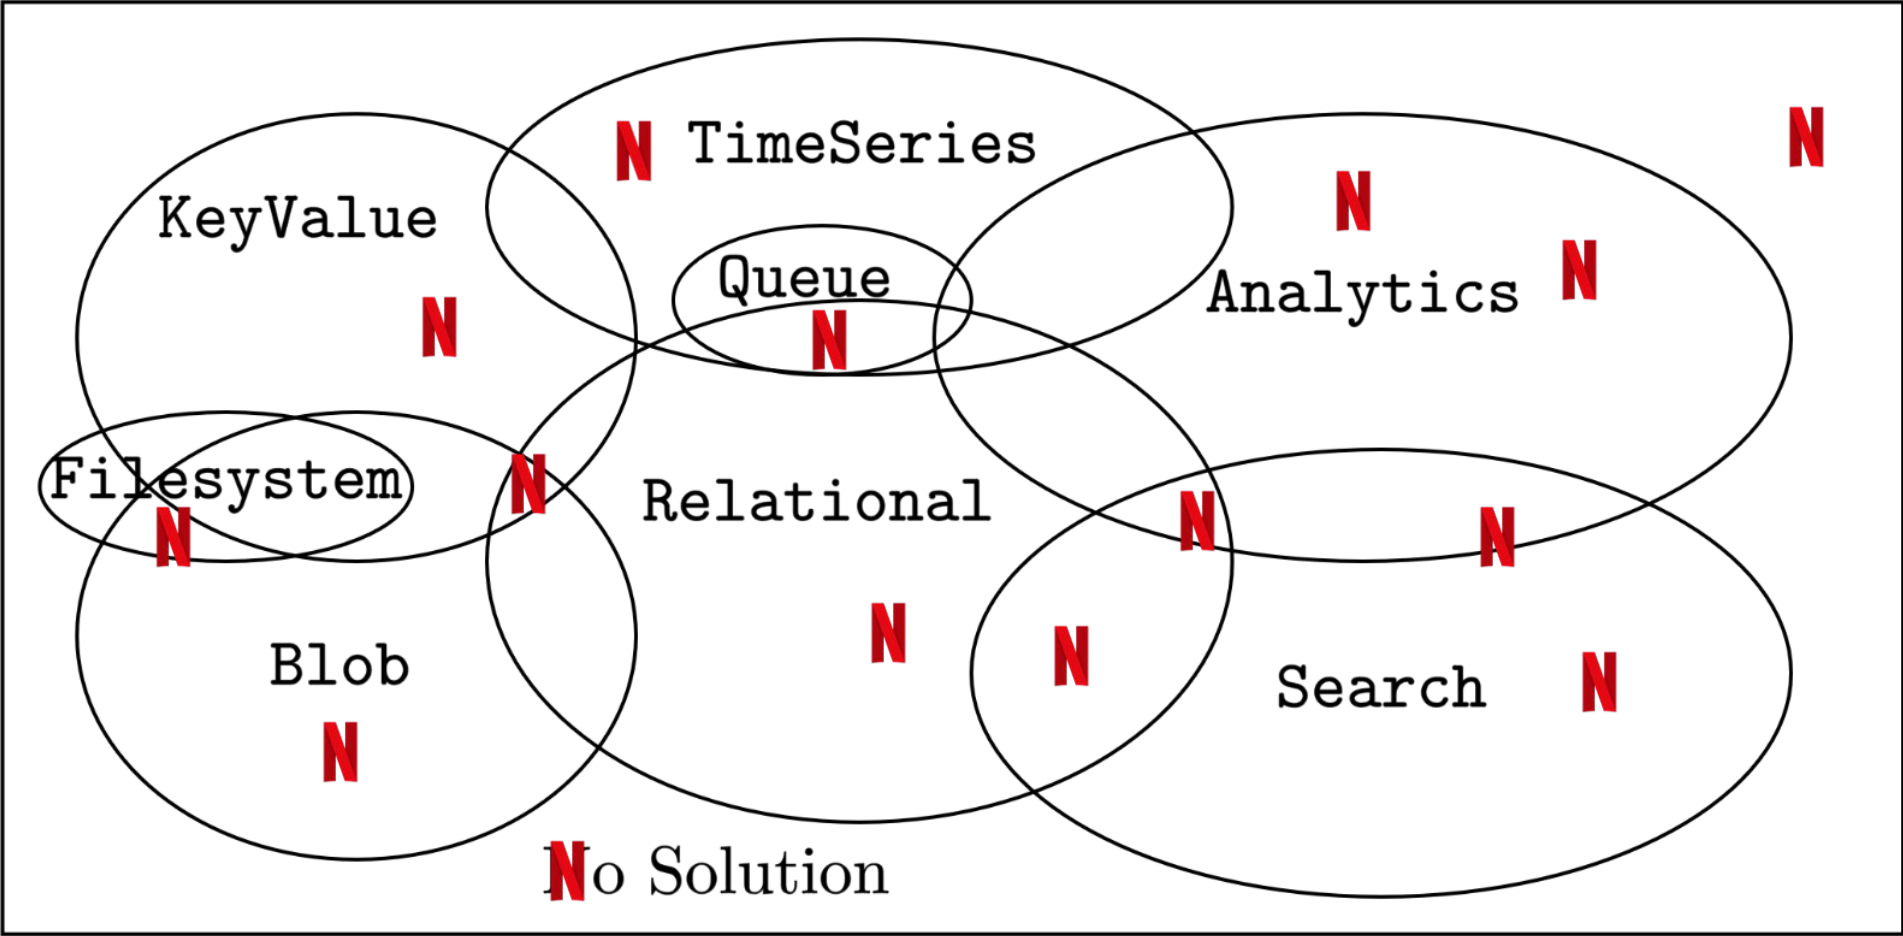 N
TimeSeries
N
N
KeyValue
N
Queue
Analytics
N
N
N
Filesystem
N
Relational
N
N
N
N
N
Blob
Search
N
N
No Solution